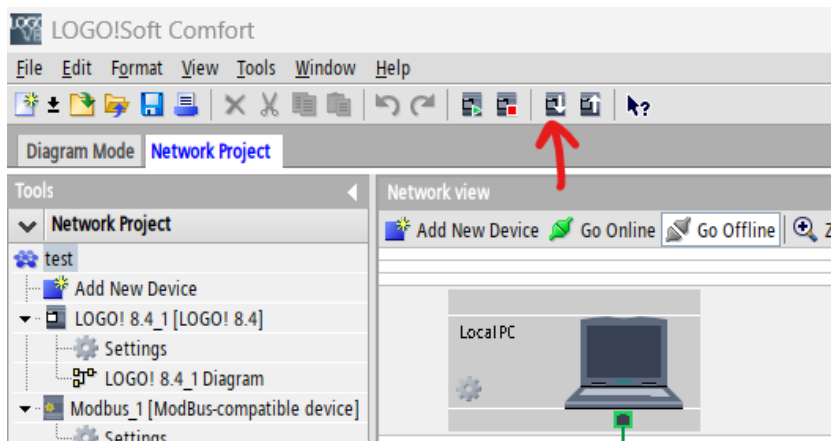 LOGO!Soft Comfort
File Edit Format View Tools Window Help
Diagram Mode Network Project
Tools
Network view
Network Project
Add New Device Go Online Go Offline Z
test
Add New Device
LOGO! 8.4_1 [LOGO! 8.4]
Settings
LOGO! 8.4_1 Diagram
Modbus_1 [ModBus-compatible device]
Settings
Local PC